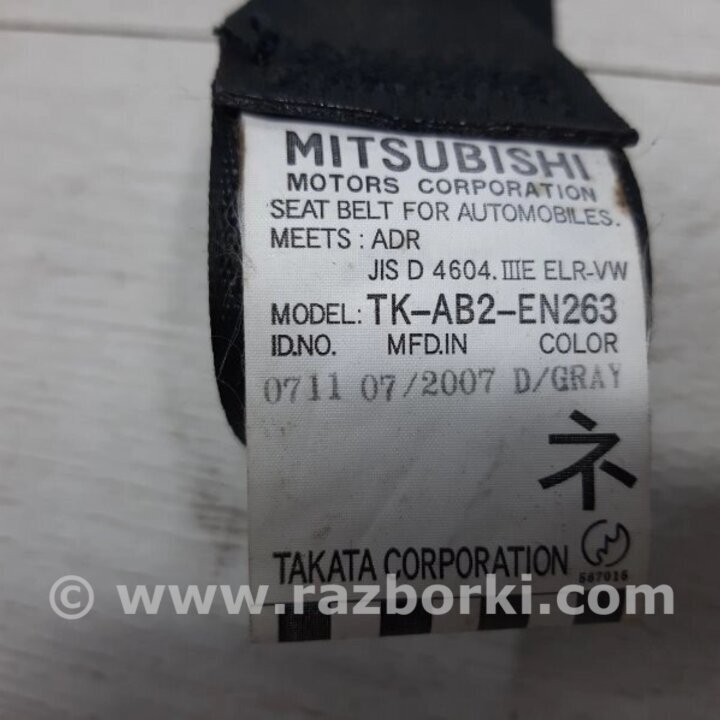 MITSUBISHI
MOTORS CORPORATION
SEAT BELT FOR AUTOMOBILES.
MEETS : ADR
JIS D 4604. IIIE ELR-VW
MODEL: TK-AB2-EN263
ID.NO. MFD.IN COLOR
0711 07/2007 D/GRAY
ネ
TAKATA CORPORATION
587016
© www.razborki.com